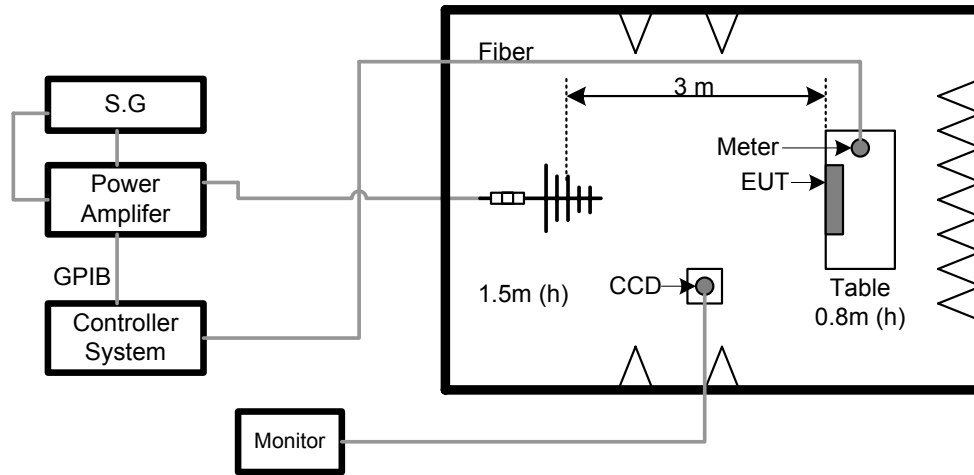 Fiber
3 m
S.G
Meter
Power
Amplifer
EUT
GPIB
1.5m (h)
CCD
Table
0.8m (h)
Controller
System
Monitor